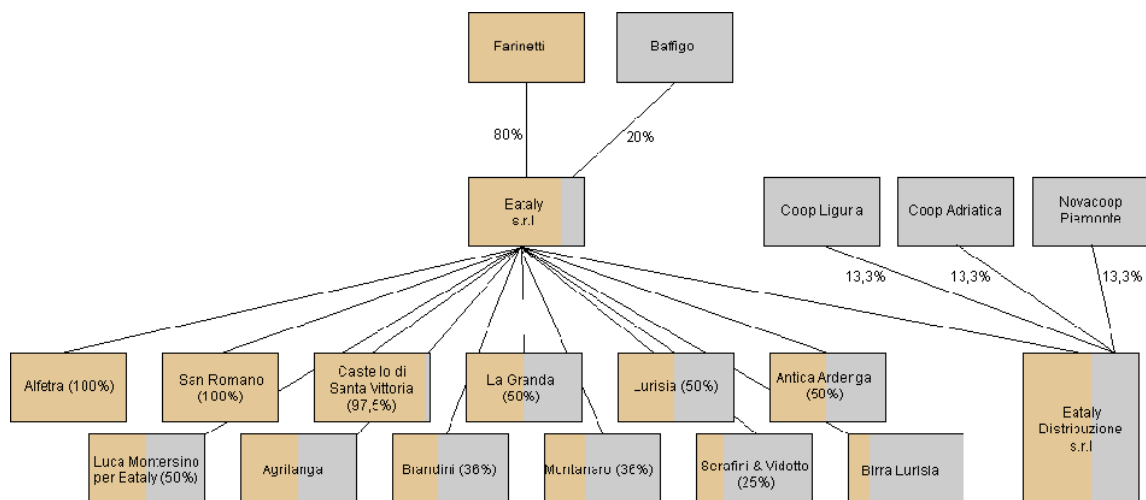 Farinetti
Baffigo
80%
20%
Eataly
s.r.l
Coop Liguria
Coop Adriatica
Novacoop
Piemonte
13,3%
13,3%
13,3%
Alfetra (100%)
San Romano
(100%)
Castello di
Santa Vittoria
(97,5%)
La Granda
(50%)
Lurisia (50%)
Antica Ardenga
(50%)
Eataly
Distribuzione
s.r.l
Luca Montersino
per Eataly (50%)
Agrilanga
Brandini (36%)
Montanaro (36%)
Serafini & Vidotto
(25%)
Birra Lurisia